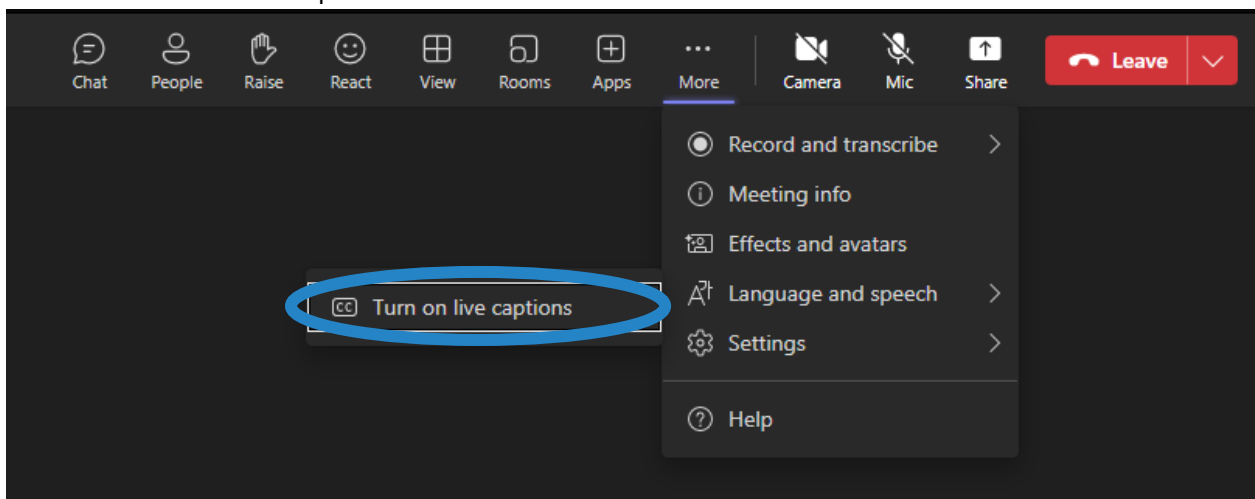 Chat People Raise React View Rooms Apps More Camera Mic Share Leave
Record and transcribe
Meeting info
Effects and avatars
Language and speech
CC Turn on live captions
Settings
Help